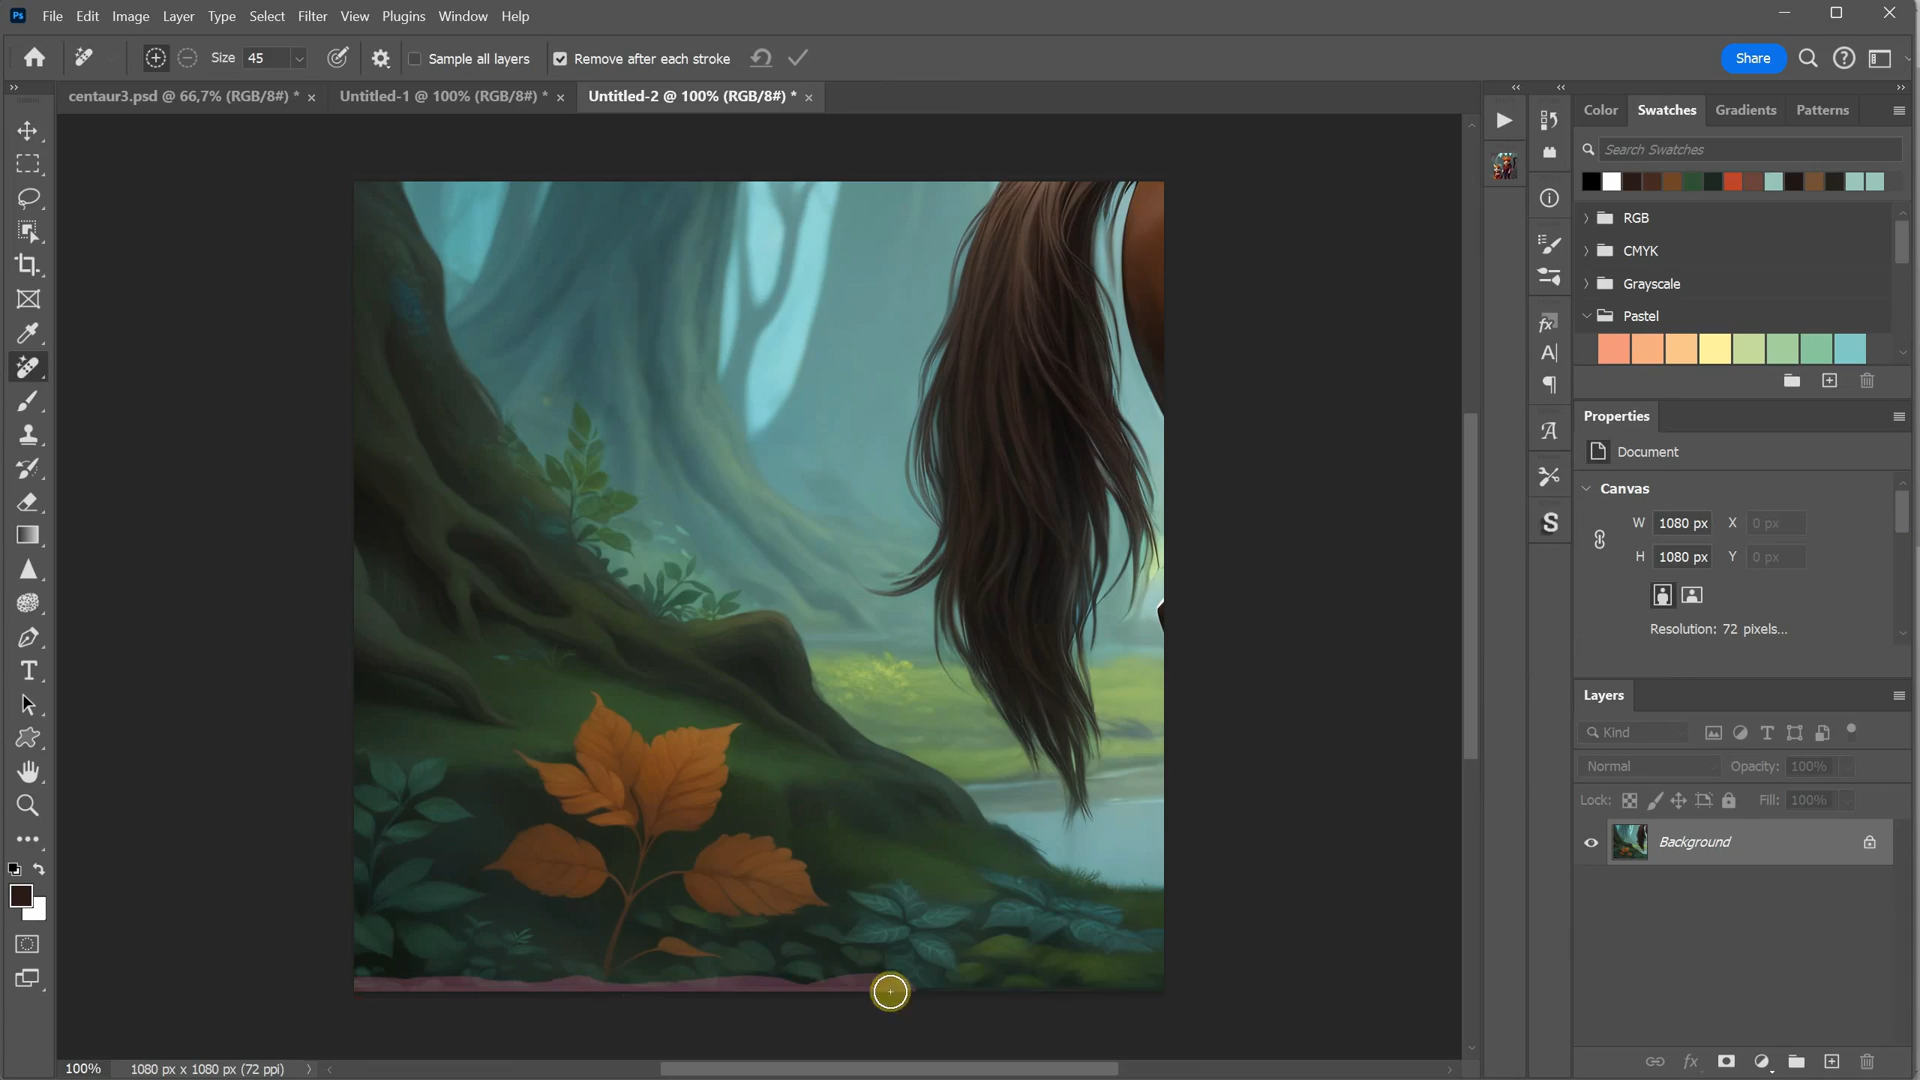 Ps File Edit Image Layer Type Select Filter View Plugins Window Help
Size 45 Sample all layers Remove after each stroke Share
centaur3.psd @ 66,7% (RGB/8#) * Untitled-1 @ 100% (RGB/8#) * Untitled-2 @ 100% (RGB/8#) *
Color Swatches Gradients Patterns
Search Swatches
RGB
CMYK
Grayscale
Pastel
Properties
Document
Canvas
W 1080 px X 0 px
H 1080 px Y 0 px
Resolution: 72 pixels...
Layers
Kind
Normal Opacity: 100%
Lock: Fill: 100%
Background
100% 1080 px x 1080 px (72 ppi)